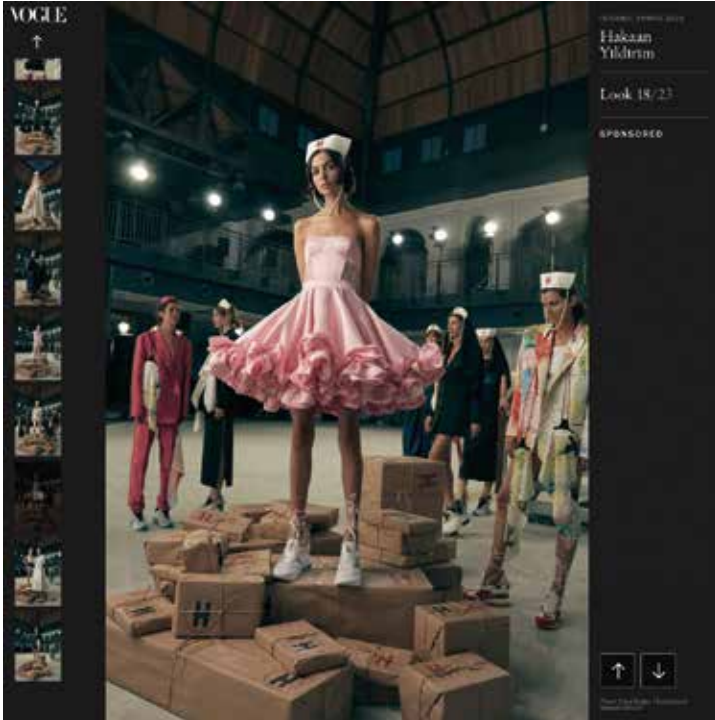 VOGUE
Hakaan
Yıldırım
Look 18/23
SPONSORED
H
H